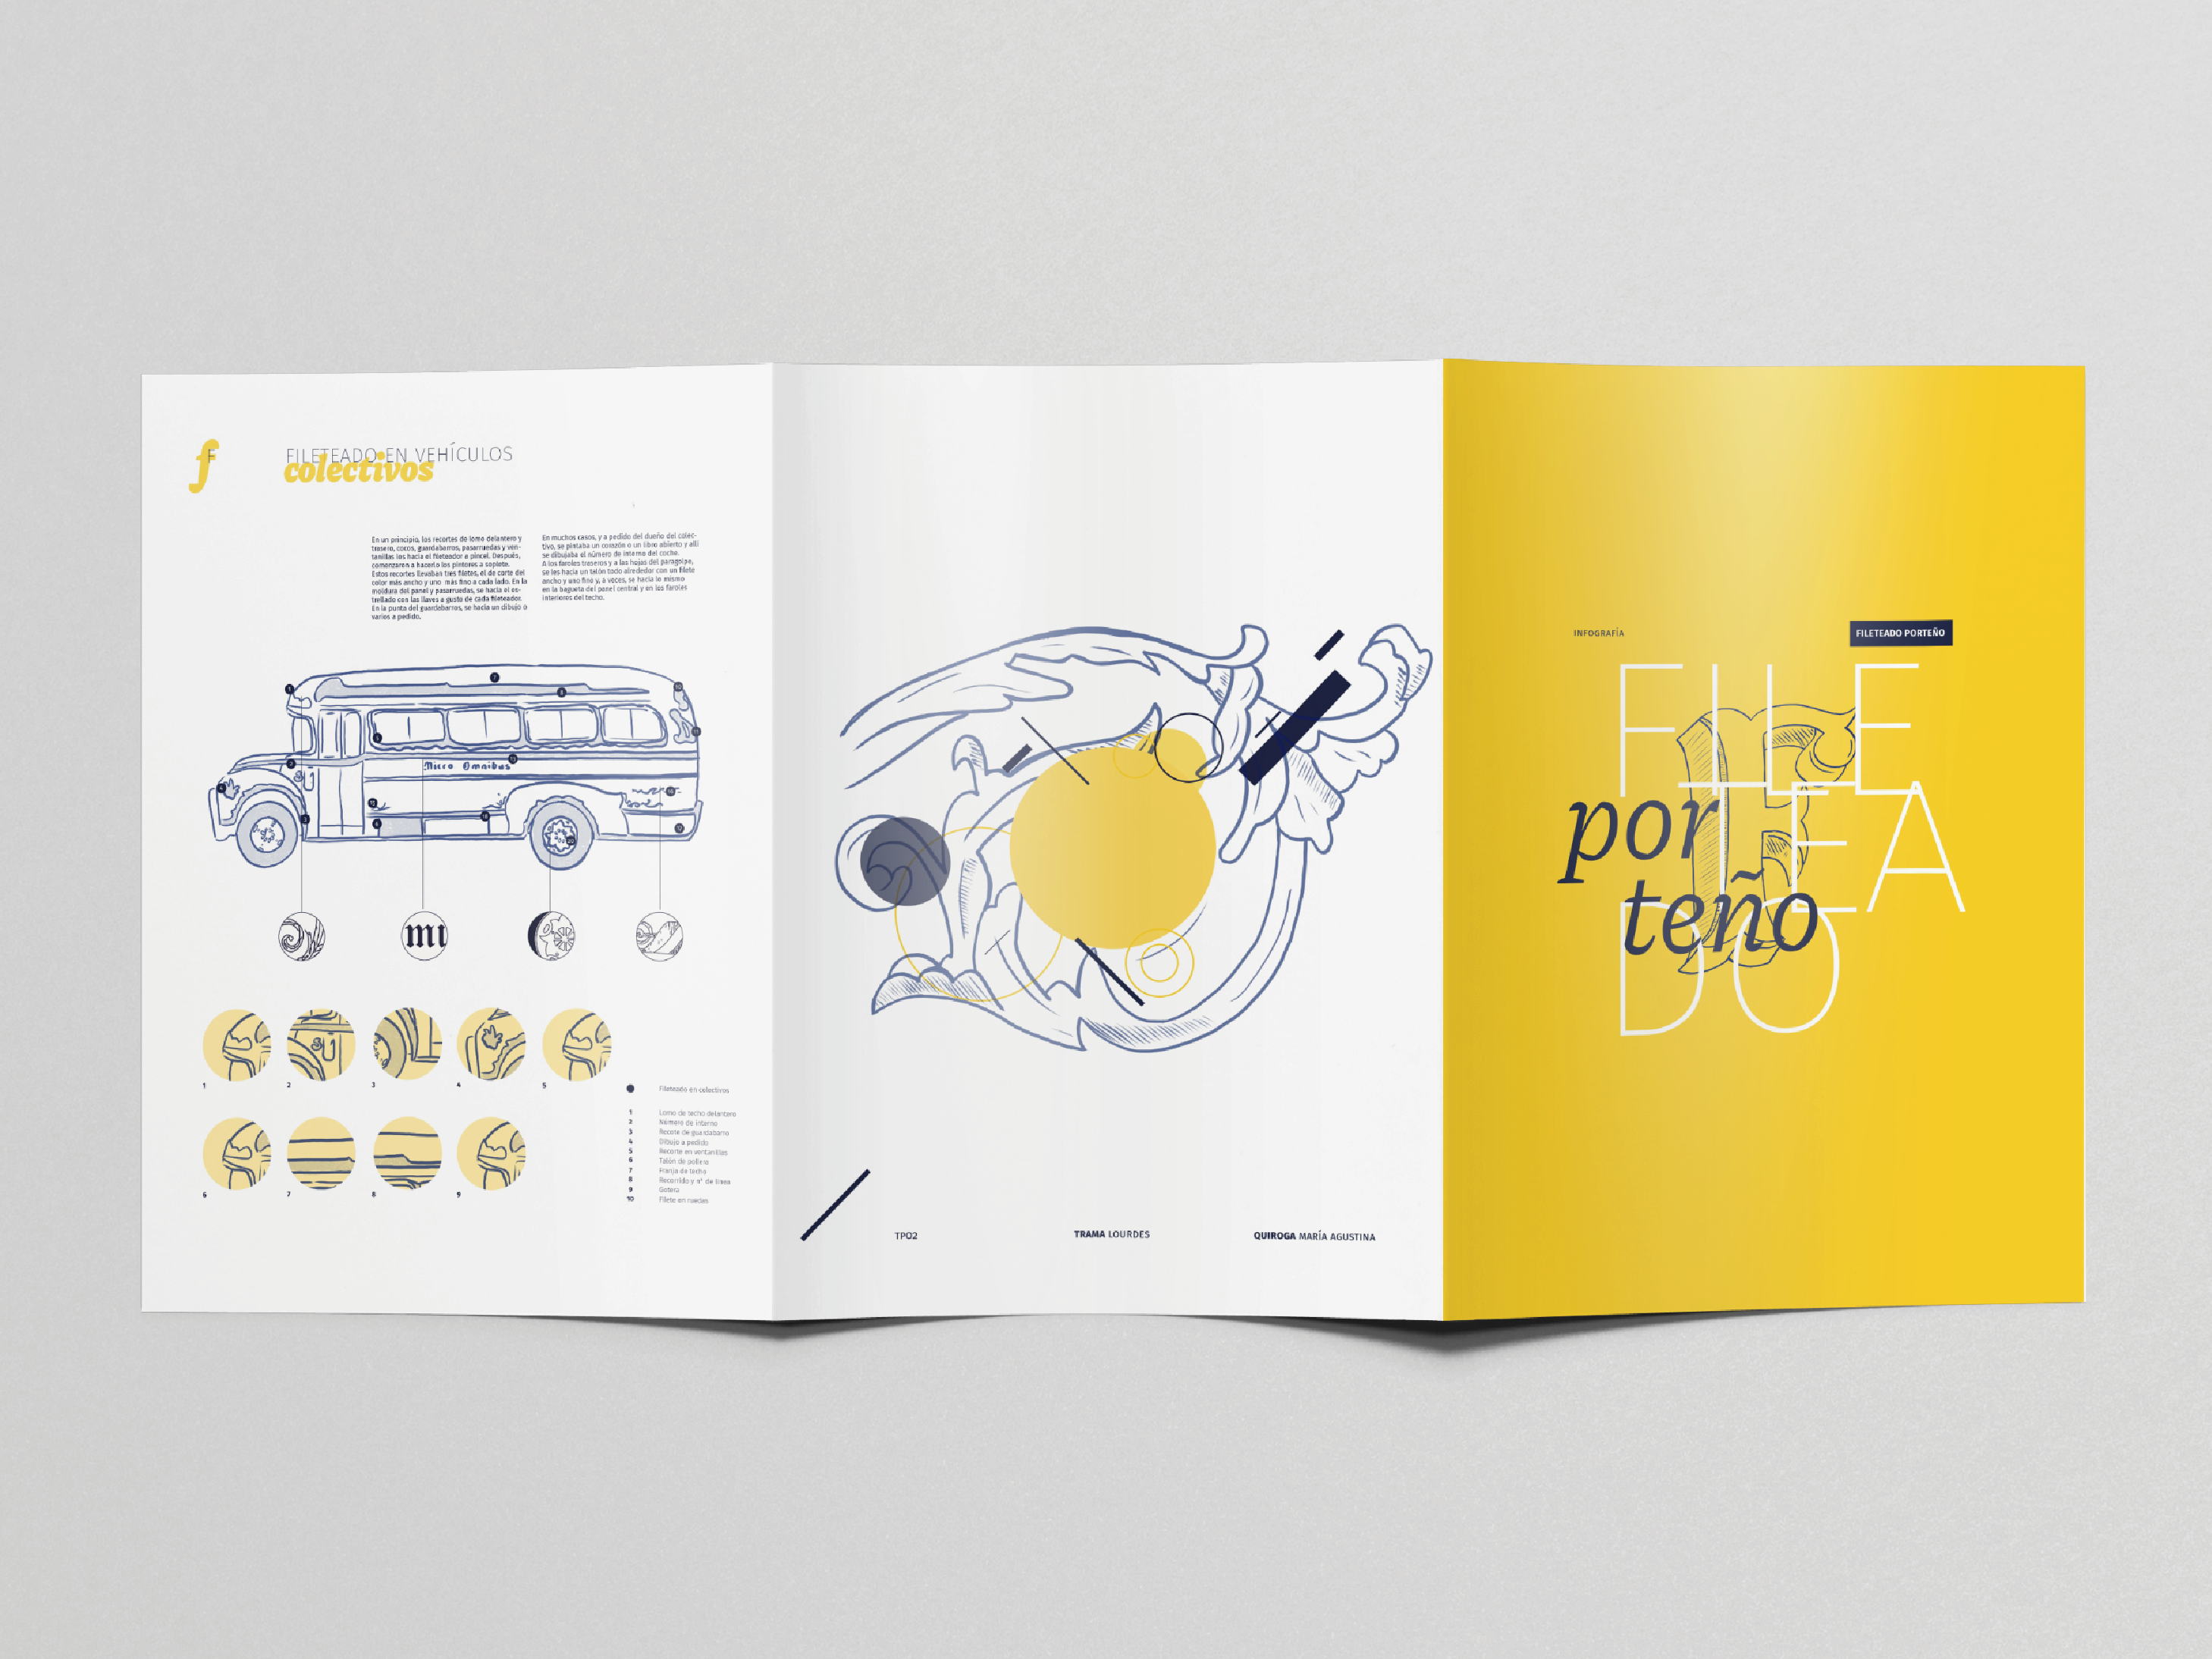 f
F
FILETEADO EN VEHÍCULOS
colectivos
En un principio, los recortes de lomo delantero y
trasero, cocos, guardabarros, pasarruedas y ven-
tanillas los hacía el fileteador a pincel. Después,
comenzaron a hacerlo los pintores a soplete.
Estos recortes llevaban tres filetes, el de corte del
color más ancho y uno más fino a cada lado. En la
moldura del panel y pasarruedas, se hacía el es-
trellado con las llaves a gusto de cada fileteador.
En la punta del guardabarros, se hacía un dibujo o
varios a pedido.
En muchos casos, y a pedido del dueño del colec-
tivo, se pintaba un corazón o un libro abierto y allí
se dibujaba el número de interno del coche.
A los faroles traseros y a las hojas del paragolpe,
se les hacía un talón todo alrededor con un filete
ancho y uno fino y, a veces, se hacía lo mismo
en la bagueta del panel central y en los faroles
interiores del techo.
Micro Omnibus
1
2
3
4
5
6
7
8
9
Fileteado en colectivos
1 Lomo de techo delantero
2 Número de interno
3 Recorte de guardabarro
4 Dibujo a pedido
5 Recorte en ventanillas
6 Talón de pollera
7 Franja de techo
8 Recorrido y n° de línea
9 Gotera
10 Filete en ruedas
TP02
TRAMA LOURDES
QUIROGA MARÍA AGUSTINA
INFOGRAFÍA
FILETEADO PORTEÑO
FILE
TEA
DO
por
teño